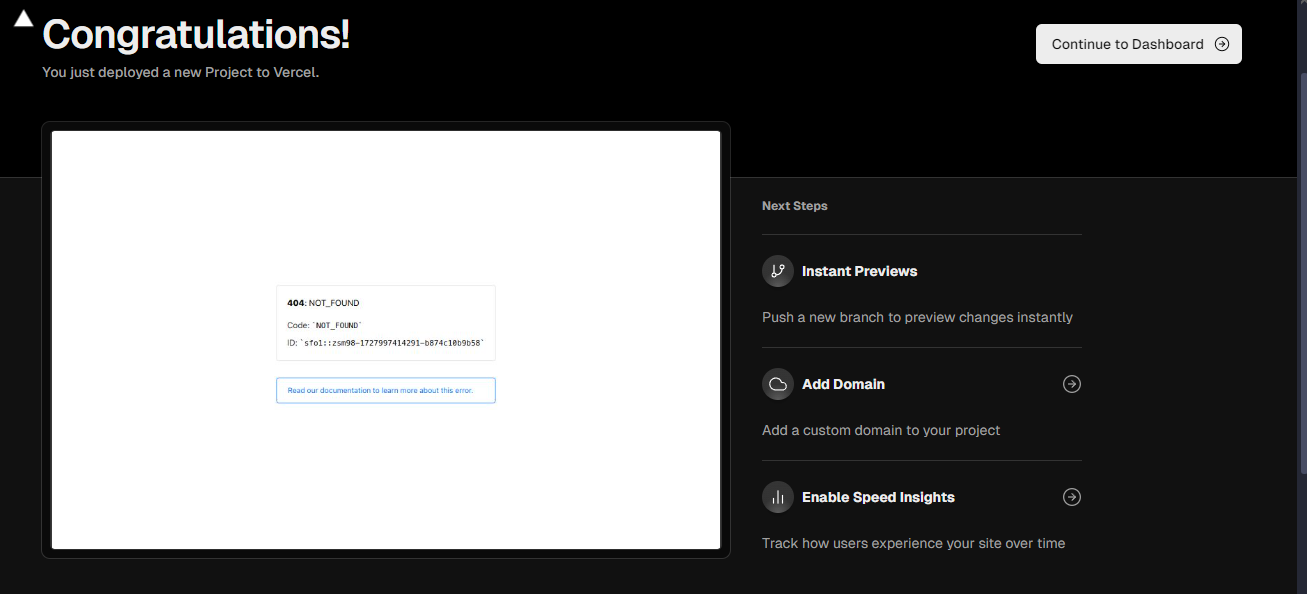 Congratulations!
You just deployed a new Project to Vercel.
Continue to Dashboard
404: NOT_FOUND
Code: `NOT_FOUND`
ID: `sfo1::zsm98-1727997414291-b874c10b9b58`
Read our documentation to learn more about this error.
Next Steps
Instant Previews
Push a new branch to preview changes instantly
Add Domain
Add a custom domain to your project
Enable Speed Insights
Track how users experience your site over time